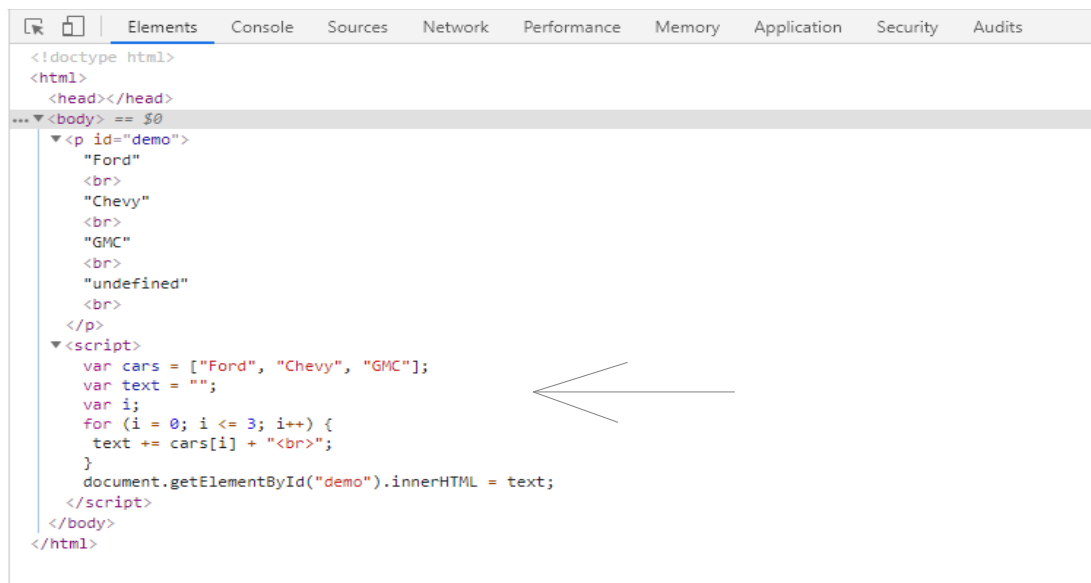 Elements Console Sources Network Performance Memory Application Security Audits
<!doctype html>
<html>
<head></head>
... ▼<body> == $0
▼<p id="demo">
"Ford"
<br>
"Chevy"
<br>
"GMC"
<br>
"undefined"
<br>
</p>
▼<script>
var cars = ["Ford", "Chevy", "GMC"];
var text = "";
var i;
for (i = 0; i <= 3; i++) {
text += cars[i] + "<br>";
}
document.getElementById("demo").innerHTML = text;
</script>
</body>
</html>